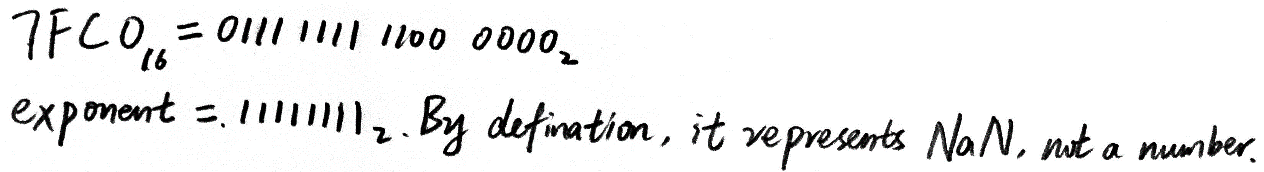 7FC0₁₆ = 0111 1111 1100 0000₂
exponent = 11111111₂. By defination, it represents NaN, not a number.